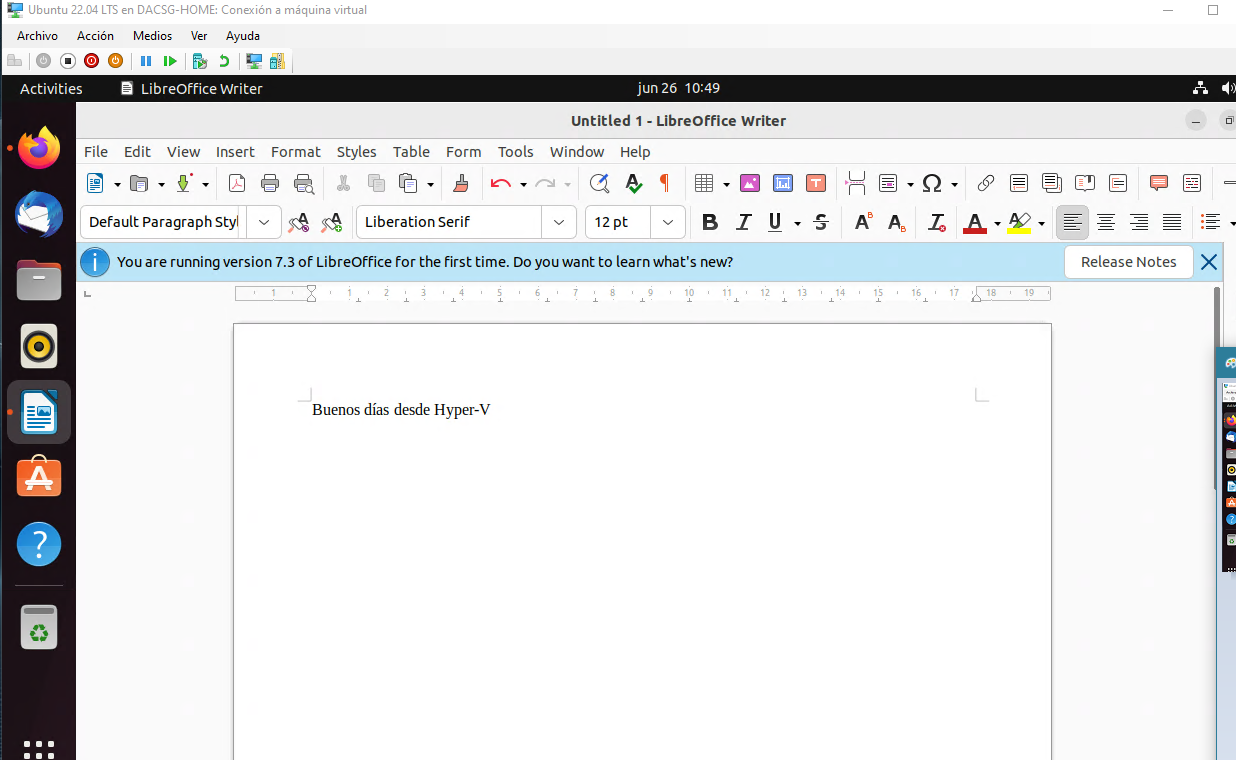 Ubuntu 22.04 LTS en DACSG-HOME: Conexión a máquina virtual
Archivo Acción Medios Ver Ayuda
Activities LibreOffice Writer jun 26 10:49
Untitled 1 - LibreOffice Writer
File Edit View Insert Format Styles Table Form Tools Window Help
Default Paragraph Styl Liberation Serif 12 pt B I U S A B A B A
You are running version 7.3 of LibreOffice for the first time. Do you want to learn what's new? Release Notes
1 1 2 3 4 5 6 7 8 9 10 11 12 13 14 15 16 17 18 19
Buenos días desde Hyper-V